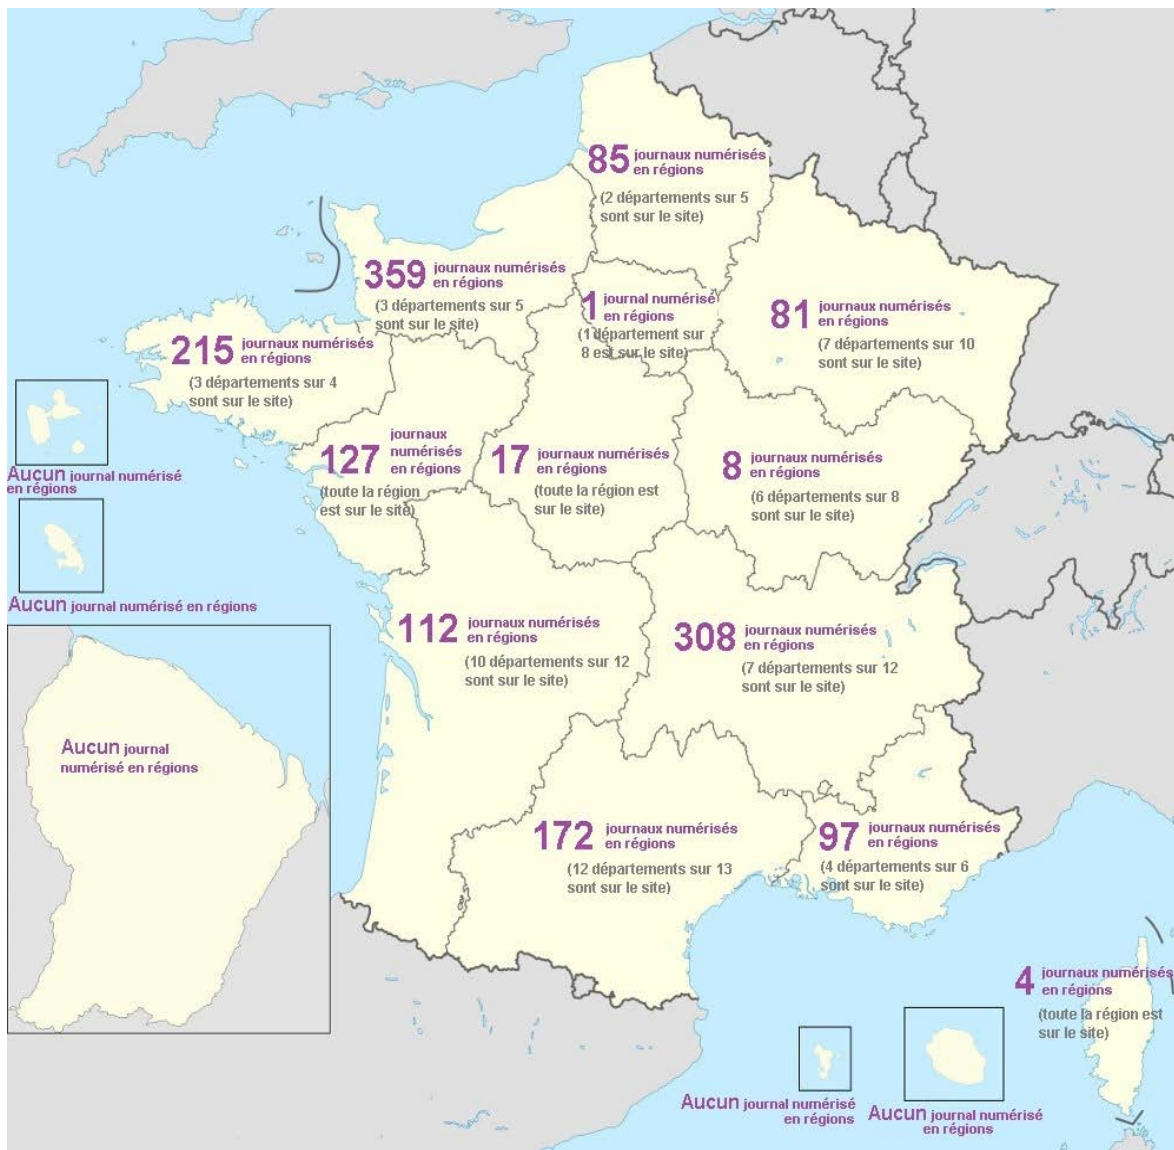 85 journaux numérisés
en régions
(2 départements sur 5
sont sur le site)
359 journaux numérisés
en régions
(3 départements sur 5
sont sur le site)
1 journal numérisé
en régions
(1 département sur
8 est sur le site)
81 journaux numérisés
en régions
(7 départements sur 10
sont sur le site)
215 journaux numérisés
en régions
(3 départements sur 4
sont sur le site)
127 journaux
numérisés
en régions
(toute la région
est sur le site)
17 journaux numérisés
en régions
(toute la région est
sur le site)
8 journaux numérisés
en régions
(6 départements sur 8
sont sur le site)
Aucun journal numérisé
en régions
Aucun journal numérisé en régions
112 journaux numérisés
en régions
(10 départements sur 12
sont sur le site)
308 journaux numérisés
en régions
(7 départements sur 12
sont sur le site)
Aucun journal
numérisé en régions
172 journaux numérisés
en régions
(12 départements sur 13
sont sur le site)
97 journaux numérisés
en régions
(4 départements sur 6
sont sur le site)
4 journaux numérisés
en régions
(toute la région est
sur le site)
Aucun journal numérisé
en régions
Aucun journal numérisé
en régions